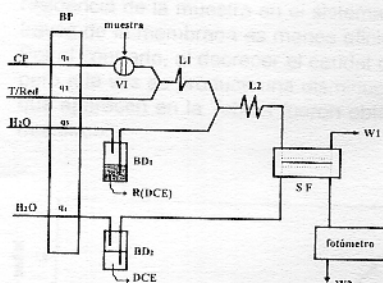 BP
muestra
CP
q₁
VI
L1
T/Red
q₂
L2
H₂O
q₃
W1
BD₁
R(DCE)
S F
H₂O
q₄
fotómetro
BD₂
DCE